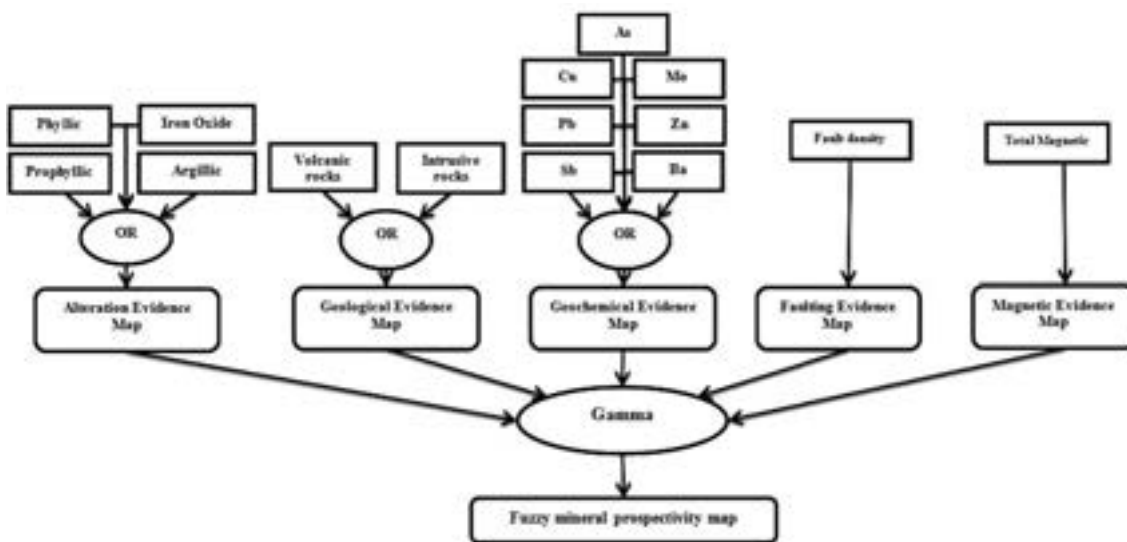 As
Cu
Mo
Phyllic
Iron Oxide
Pb
Zn
Fault density
Total Magnetic
Prophyllic
Argillic
Volcanic
rocks
Intrusive
rocks
Sb
Ba
OR
OR
OR
Alteration Evidence
Map
Geological Evidence
Map
Geochemical Evidence
Map
Faulting Evidence
Map
Magnetic Evidence
Map
Gamma
Fuzzy mineral prospectivity map